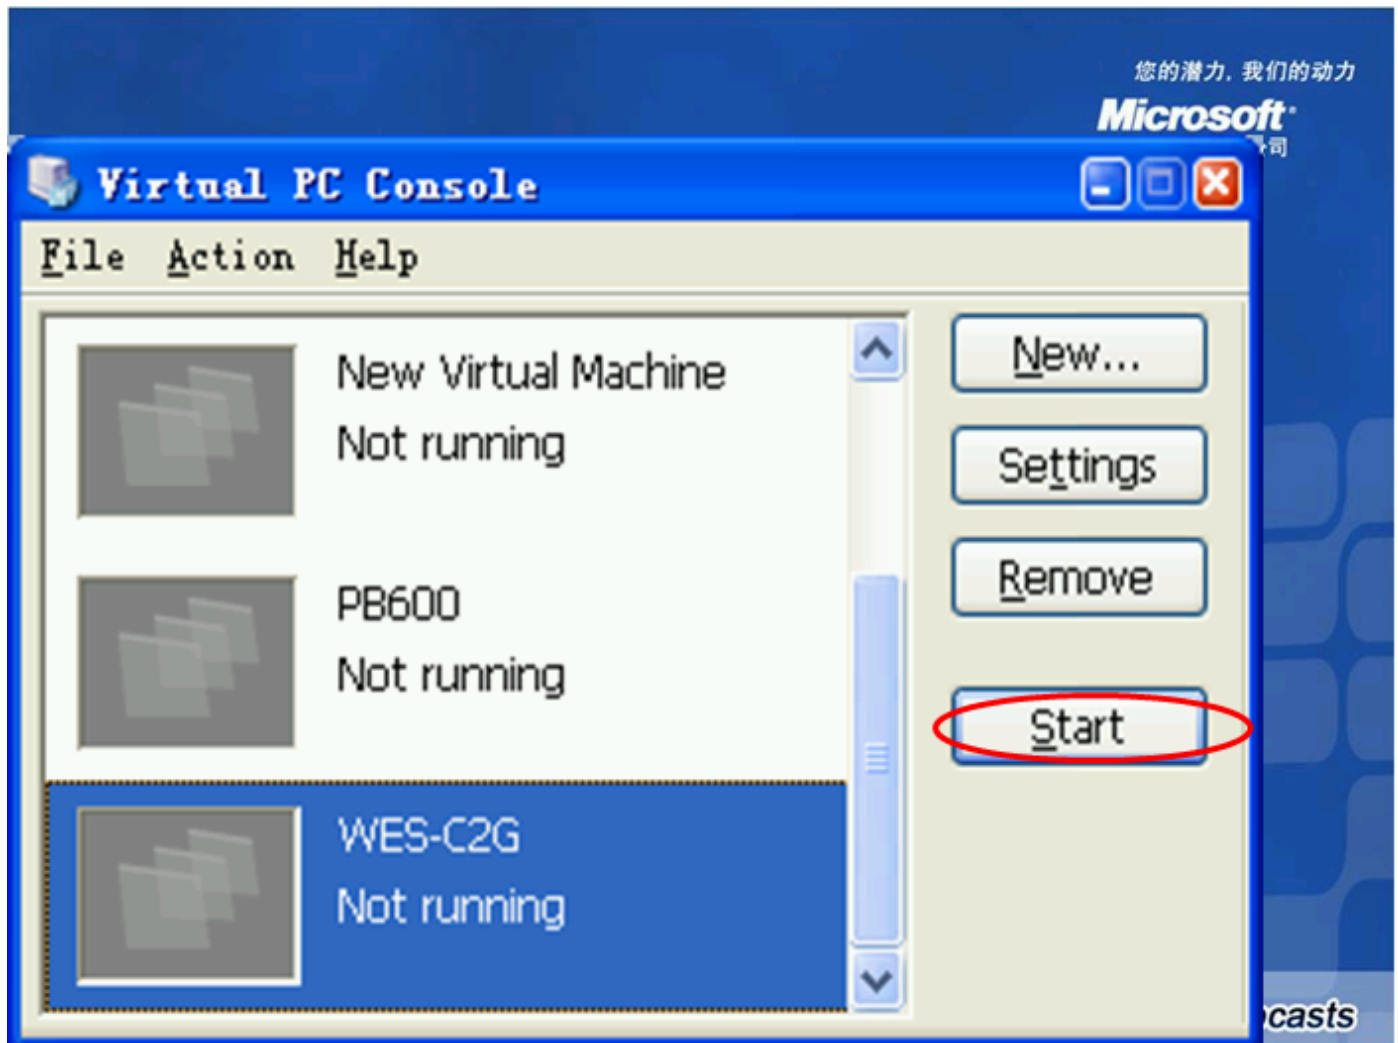 您的潜力, 我们的动力
Microsoft
司
Virtual PC Console
File Action Help
New Virtual Machine
Not running
PB600
Not running
WES-C2G
Not running
New...
Settings
Remove
Start
casts